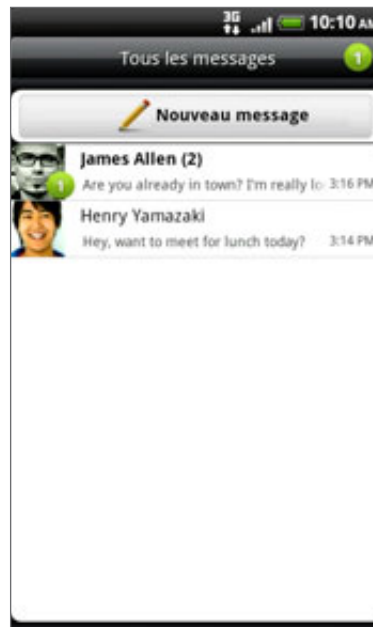 3G 10:10 AM
Tous les messages 1
Nouveau message
James Allen (2)
1 Are you already in town? I'm really lo 3:16 PM
Henry Yamazaki
Hey, want to meet for lunch today? 3:14 PM